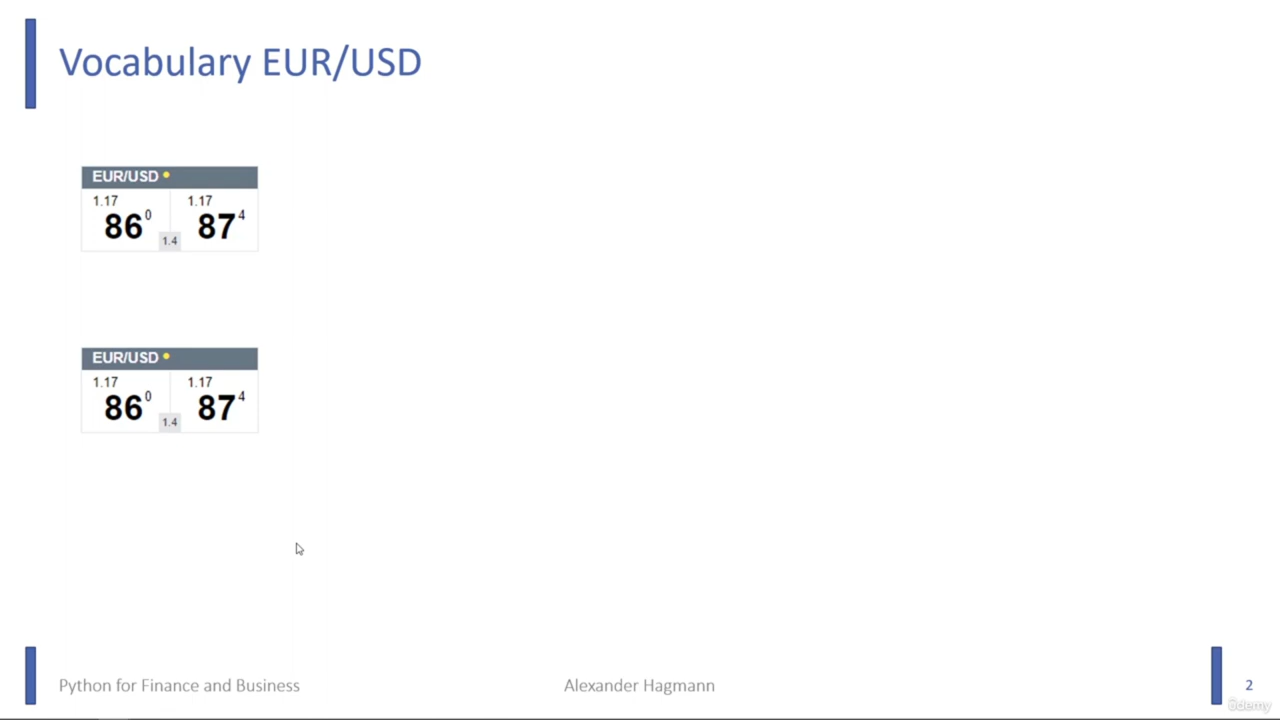 Vocabulary EUR/USD
EUR/USD
1.17 1.17
86 0 87 4
1.4
EUR/USD
1.17 1.17
86 0 87 4
1.4
Python for Finance and Business Alexander Hagmann 2
ûdemy